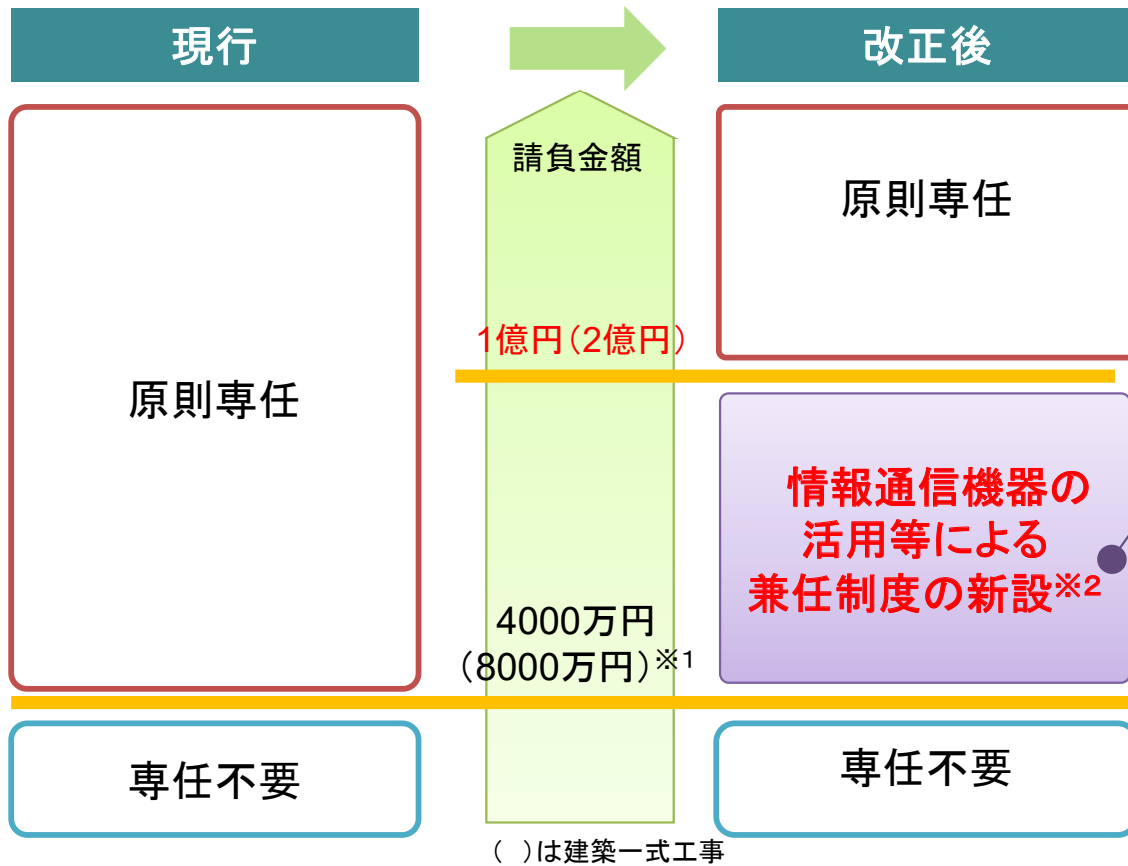 現行
改正後
請負金額
原則専任
1億円(2億円)
原則専任
情報通信機器の
活用等による
兼任制度の新設※2
4000万円
(8000万円)※1
専任不要
専任不要
( )は建築一式工事